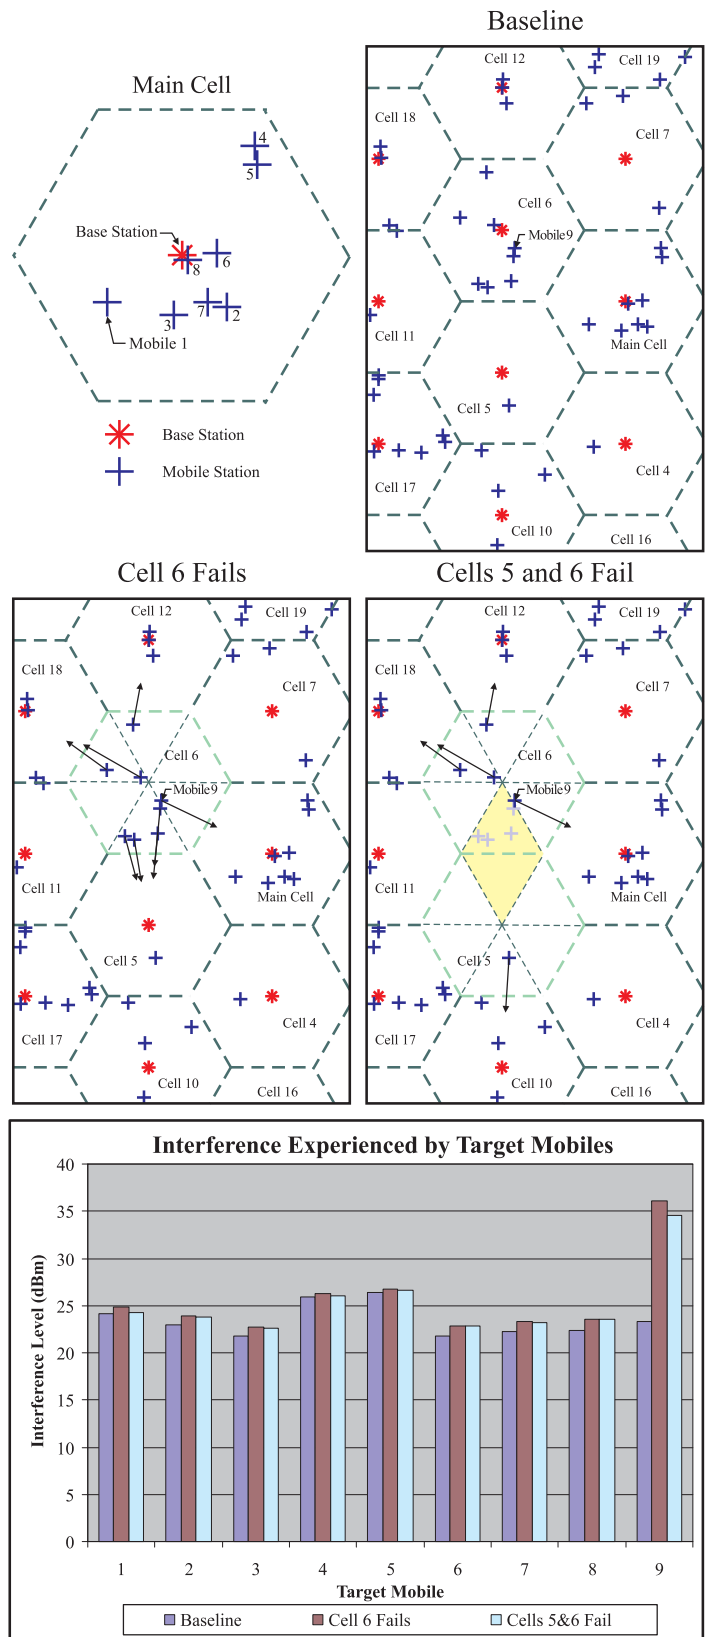 Baseline
Main Cell
4
5
Base Station
6
8
7
2
3
Mobile 1
Base Station
Mobile Station
Cell 12
Cell 19
Cell 18
Cell 7
Cell 6
Mobile9
Cell 11
Main Cell
Cell 5
Cell 17
Cell 4
Cell 10
Cell 16
Cell 6 Fails
Cell 12
Cell 19
Cell 18
Cell 7
Cell 6
Mobile9
Cell 11
Main Cell
Cell 5
Cell 17
Cell 4
Cell 10
Cell 16
Cells 5 and 6 Fail
Cell 12
Cell 19
Cell 18
Cell 7
Cell 6
Mobile9
Cell 11
Main Cell
Cell 5
Cell 17
Cell 4
Cell 10
Cell 16
Interference Experienced by Target Mobiles
Interference Level (dBm)
40
35
30
25
20
15
10
5
0
1 2 3 4 5 6 7 8 9
Target Mobile
Baseline Cell 6 Fails Cells 5&6 Fail